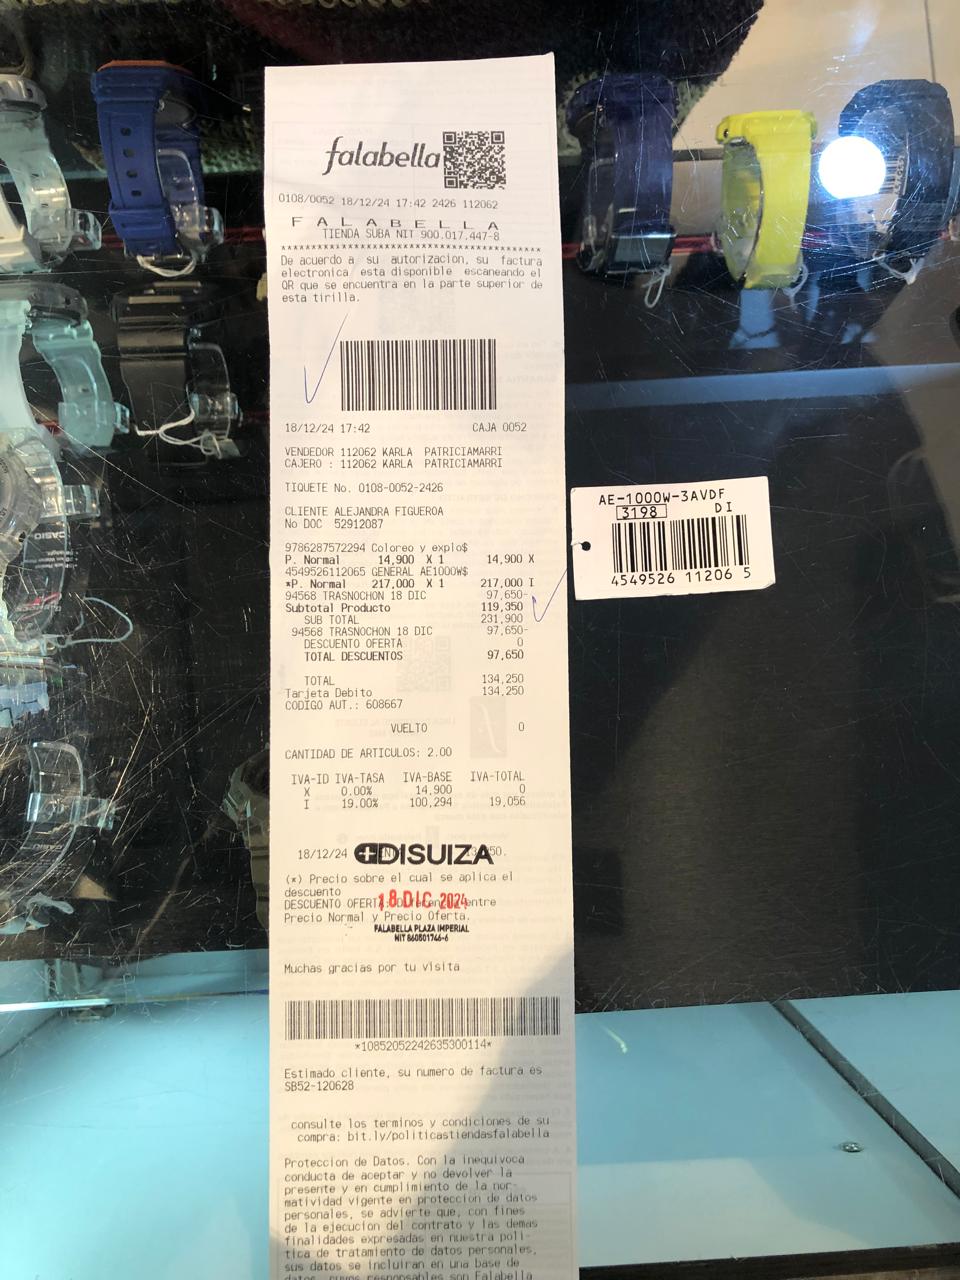 falabella
0108/0052 18/12/24 17:42 2426 112062
F A L A B E L L A
TIENDA SUBA NIT 900.017.447-8
****************************************
De acuerdo a su autorizacion, su factura
electronica esta disponible escaneando el
QR que se encuentra en la parte superior de
esta tirilla.
18/12/24 17:42 CAJA 0052
VENDEDOR 112062 KARLA PATRICIAMARRI
CAJERO : 112062 KARLA PATRICIAMARRI
TIQUETE No. 0108-0052-2426
CLIENTE ALEJANDRA FIGUEROA
No DOC 52912087
9786287572294 Coloreo y explo$
P. Normal 14,900 X 1 14,900 X
4549526112065 GENERAL AE1000W$
*P. Normal 217,000 X 1 217,000 I
94568 TRASNOCHON 18 DIC 97,650-
Subtotal Producto 119,350
SUB TOTAL 231,900
94568 TRASNOCHON 18 DIC 97,650-
DESCUENTO OFERTA 0
TOTAL DESCUENTOS 97,650
TOTAL 134,250
Tarjeta Debito 134,250
CODIGO AUT.: 608667
VUELTO 0
CANTIDAD DE ARTICULOS: 2.00
IVA-ID IVA-TASA IVA-BASE IVA-TOTAL
X 0.00% 14,900 0
I 19.00% 100,294 19,056
18/12/24
DISUIZA
(*) Precio sobre el cual se aplica el
descuento
DESCUENTO OFERTA: entre
18 DIC 2024
Precio Normal y Precio Oferta.
FALABELLA PLAZA IMPERIAL
NIT 860501746-6
Muchas gracias por tu visita
*10852052242635300114*
Estimado cliente, su numero de factura es
SB52-120628
consulte los terminos y condiciones de su
compra: bit.ly/politicastiendasfalabella
Proteccion de Datos. Con la inequivoca
conducta de aceptar y no devolver la
presente y en cumplimiento de la nor-
matividad vigente en proteccion de datos
personales, se advierte que, con fines
de la ejecucion del contrato y las demas
finalidades expresadas en nuestra poli-
tica de tratamiento de datos personales,
sus datos se incluiran en una base de
datos, cuyos responsables son Falabella
AE-1000W-3AVDF
3198 DI
4549526 11206 5
CASIO